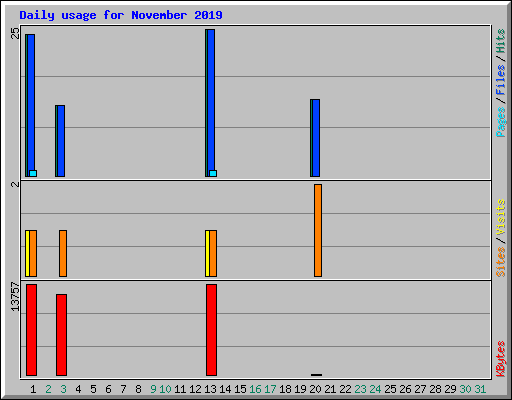 Daily usage for November 2019
25
Pages/Files/Hits
2
Sites/Visits
13757
KBytes
1 2 3 4 5 6 7 8 9 10 11 12 13 14 15 16 17 18 19 20 21 22 23 24 25 26 27 28 29 30 31